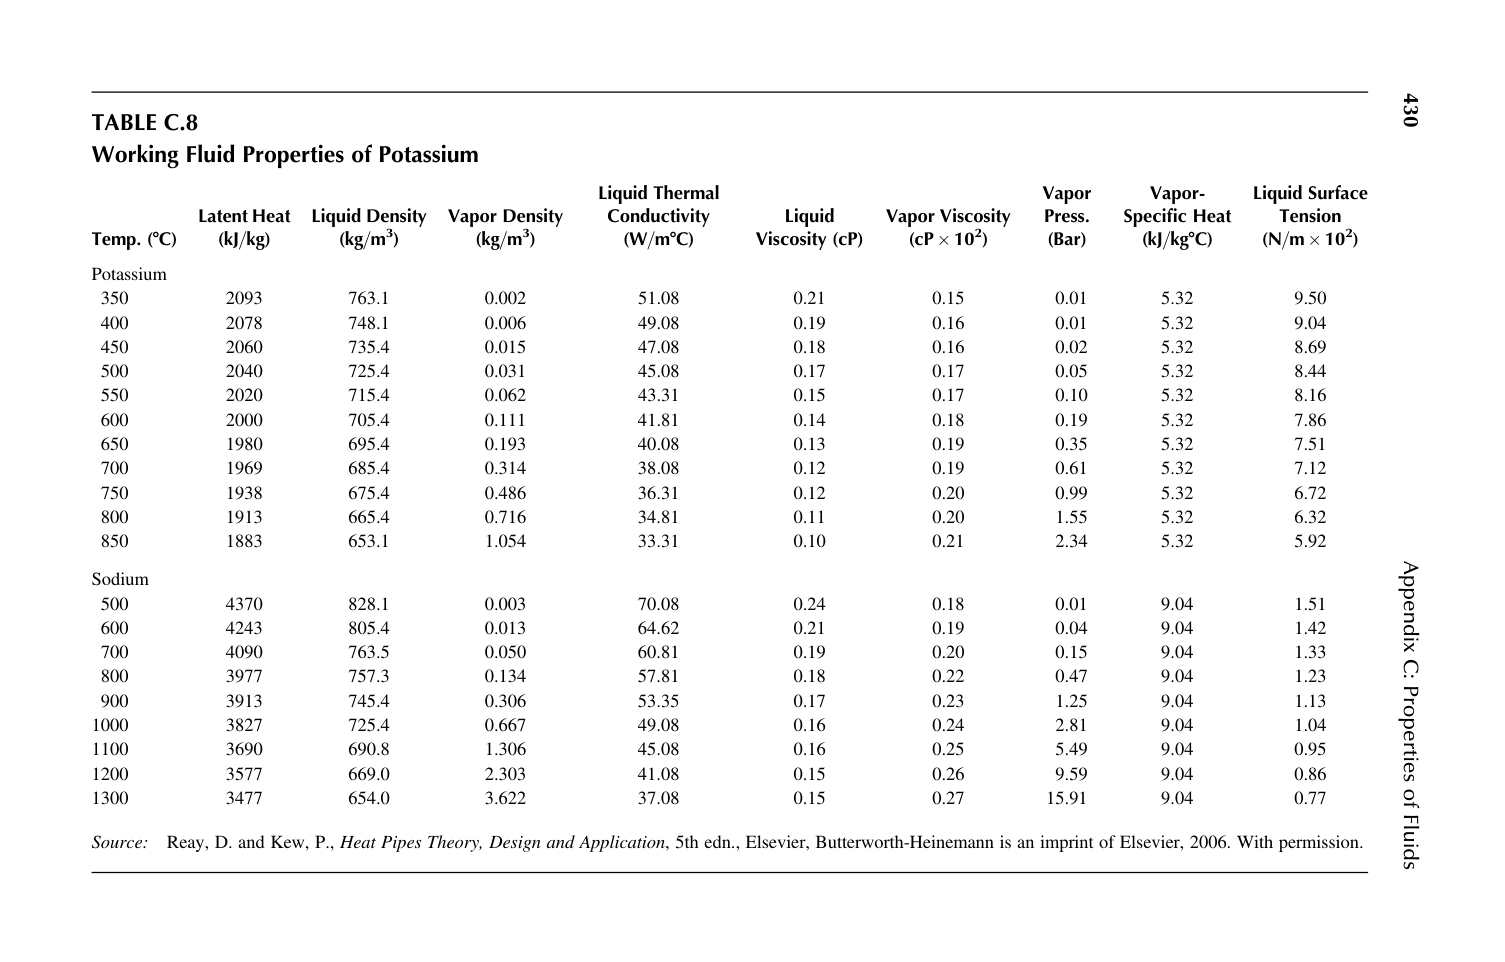 430
TABLE C.8
Working Fluid Properties of Potassium
Temp. (°C) Latent Heat (kJ/kg) Liquid Density (kg/m³) Vapor Density (kg/m³) Liquid Thermal Conductivity (W/m°C) Liquid Viscosity (cP) Vapor Viscosity (cP × 10²) Vapor Press. (Bar) Vapor-Specific Heat (kJ/kg°C) Liquid Surface Tension (N/m × 10²)
Potassium
350 2093 763.1 0.002 51.08 0.21 0.15 0.01 5.32 9.50
400 2078 748.1 0.006 49.08 0.19 0.16 0.01 5.32 9.04
450 2060 735.4 0.015 47.08 0.18 0.16 0.02 5.32 8.69
500 2040 725.4 0.031 45.08 0.17 0.17 0.05 5.32 8.44
550 2020 715.4 0.062 43.31 0.15 0.17 0.10 5.32 8.16
600 2000 705.4 0.111 41.81 0.14 0.18 0.19 5.32 7.86
650 1980 695.4 0.193 40.08 0.13 0.19 0.35 5.32 7.51
700 1969 685.4 0.314 38.08 0.12 0.19 0.61 5.32 7.12
750 1938 675.4 0.486 36.31 0.12 0.20 0.99 5.32 6.72
800 1913 665.4 0.716 34.81 0.11 0.20 1.55 5.32 6.32
850 1883 653.1 1.054 33.31 0.10 0.21 2.34 5.32 5.92
Sodium
500 4370 828.1 0.003 70.08 0.24 0.18 0.01 9.04 1.51
600 4243 805.4 0.013 64.62 0.21 0.19 0.04 9.04 1.42
700 4090 763.5 0.050 60.81 0.19 0.20 0.15 9.04 1.33
800 3977 757.3 0.134 57.81 0.18 0.22 0.47 9.04 1.23
900 3913 745.4 0.306 53.35 0.17 0.23 1.25 9.04 1.13
1000 3827 725.4 0.667 49.08 0.16 0.24 2.81 9.04 1.04
1100 3690 690.8 1.306 45.08 0.16 0.25 5.49 9.04 0.95
1200 3577 669.0 2.303 41.08 0.15 0.26 9.59 9.04 0.86
1300 3477 654.0 3.622 37.08 0.15 0.27 15.91 9.04 0.77
Source: Reay, D. and Kew, P., Heat Pipes Theory, Design and Application, 5th edn., Elsevier, Butterworth-Heinemann is an imprint of Elsevier, 2006. With permission.
Appendix C: Properties of Fluids